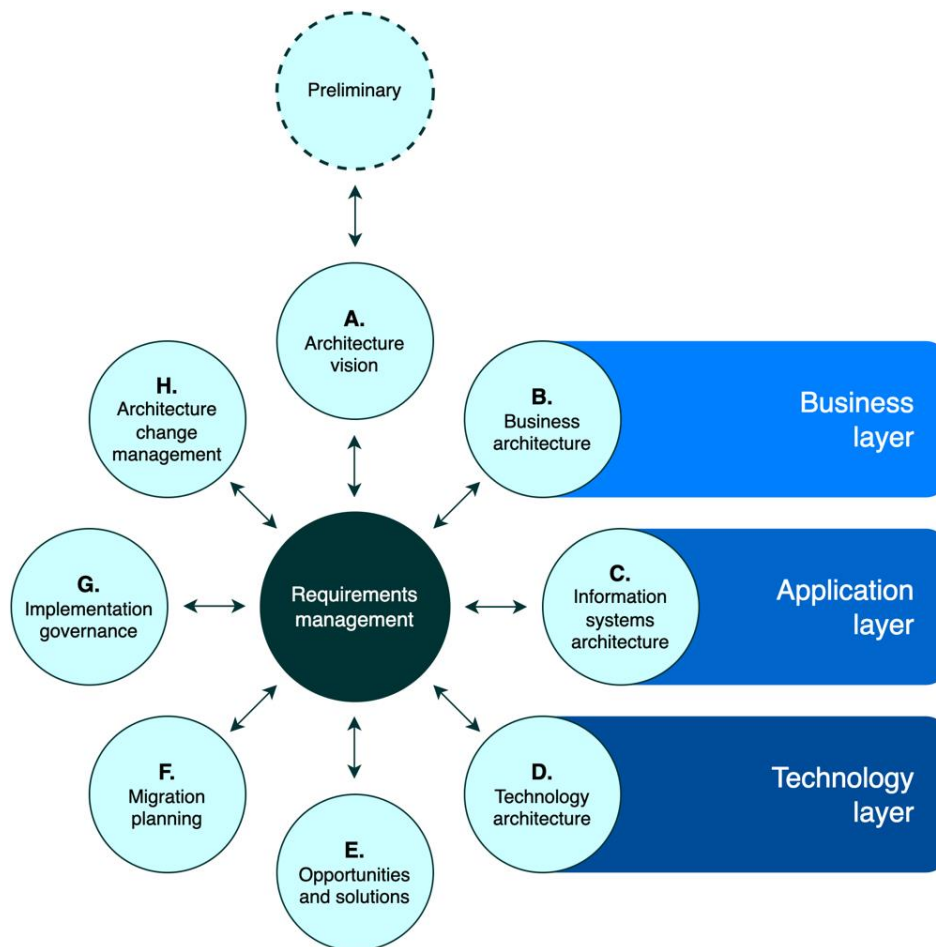 Preliminary
A.
Architecture
vision
H.
Architecture
change
management
B.
Business
architecture
Business
layer
G.
Implementation
governance
Requirements
management
C.
Information
systems
architecture
Application
layer
F.
Migration
planning
D.
Technology
architecture
Technology
layer
E.
Opportunities
and solutions